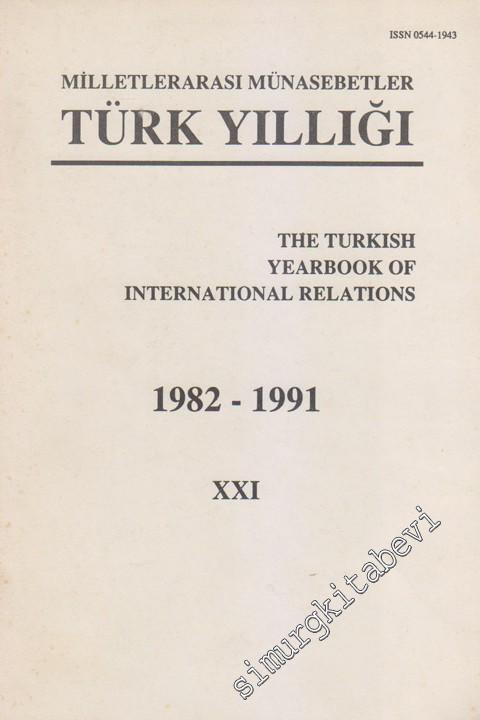 ISSN 0544-1943
MİLLETLERARASI MÜNASEBETLER
TÜRK YILLIĞI
THE TURKISH
YEARBOOK OF
INTERNATIONAL RELATIONS
1982 - 1991
XXI
simurgkitabevi